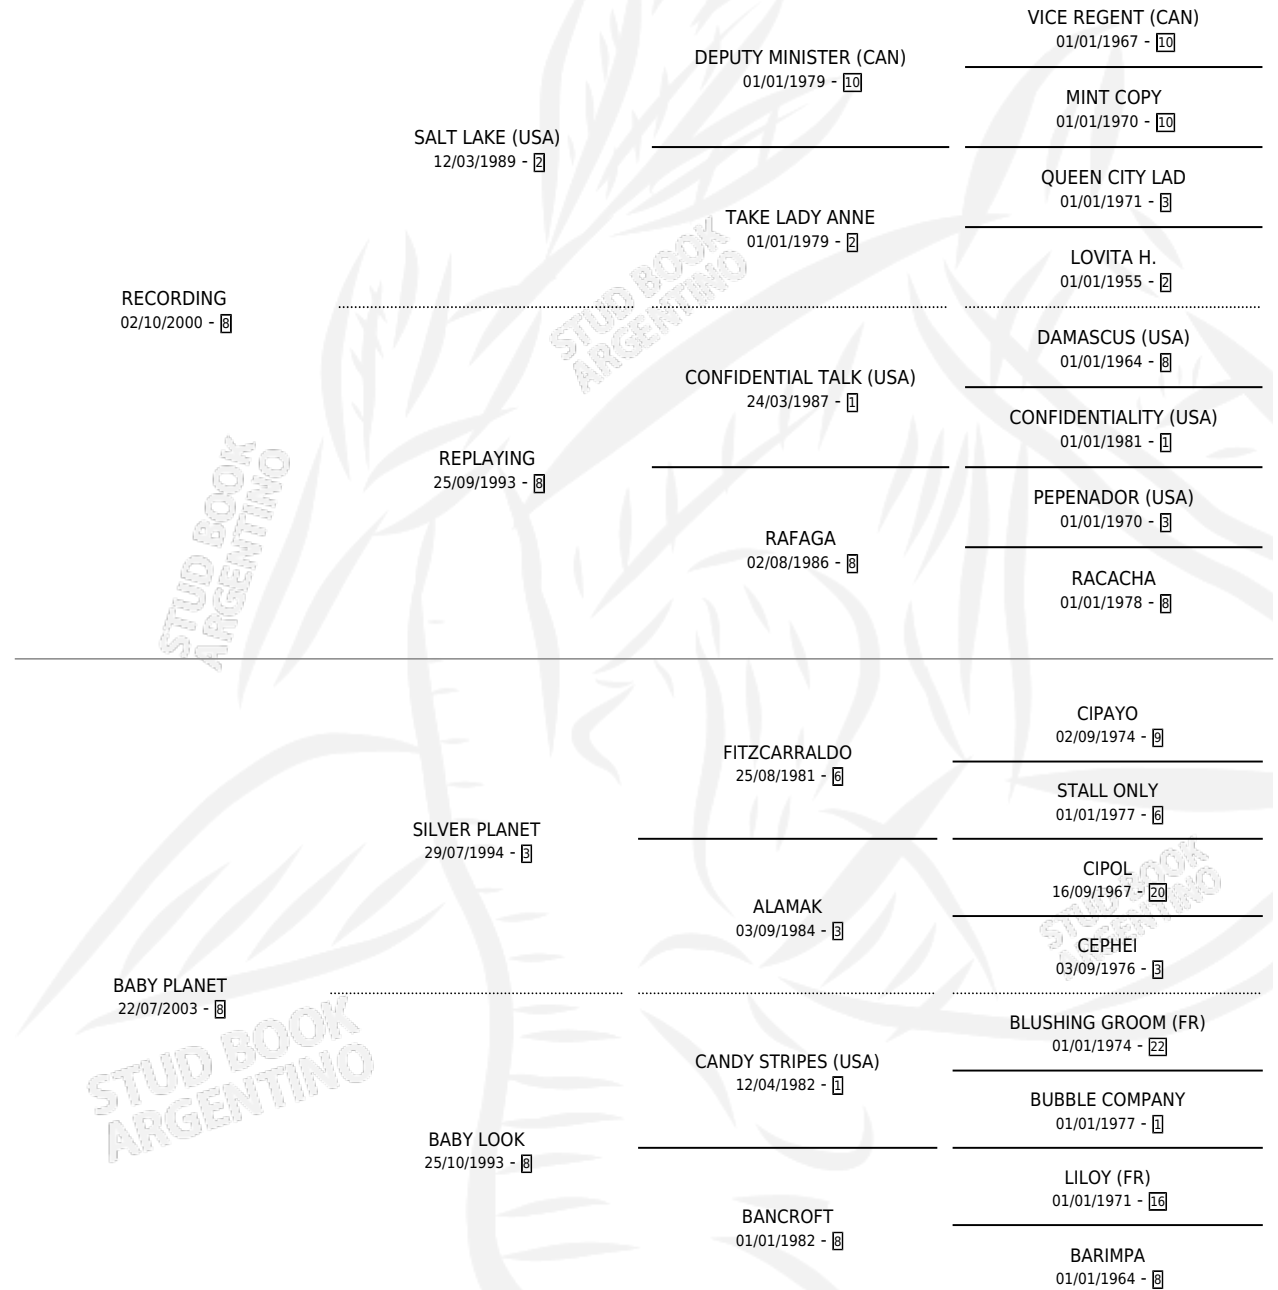 VICE REGENT (CAN)
01/01/1967 - 10
DEPUTY MINISTER (CAN)
01/01/1979 - 10
MINT COPY
01/01/1970 - 10
SALT LAKE (USA)
12/03/1989 - 2
QUEEN CITY LAD
01/01/1971 - 3
TAKE LADY ANNE
01/01/1979 - 2
LOVITA H.
01/01/1955 - 2
RECORDING
02/10/2000 - 8
DAMASCUS (USA)
01/01/1964 - 8
CONFIDENTIAL TALK (USA)
24/03/1987 - 1
CONFIDENTIALITY (USA)
01/01/1981 - 1
REPLAYING
25/09/1993 - 8
PEPENADOR (USA)
01/01/1970 - 3
RAFAGA
02/08/1986 - 8
RACACHA
01/01/1978 - 8
CIPAYO
02/09/1974 - 9
FITZCARRALDO
25/08/1981 - 6
STALL ONLY
01/01/1977 - 6
SILVER PLANET
29/07/1994 - 3
CIPOL
16/09/1967 - 20
ALAMAK
03/09/1984 - 3
CEPHEI
03/09/1976 - 3
BABY PLANET
22/07/2003 - 8
BLUSHING GROOM (FR)
01/01/1974 - 22
CANDY STRIPES (USA)
12/04/1982 - 1
BUBBLE COMPANY
01/01/1977 - 1
BABY LOOK
25/10/1993 - 8
LILOY (FR)
01/01/1971 - 16
BANCROFT
01/01/1982 - 8
BARIMPA
01/01/1964 - 8
STUD BOOK
ARGENTINO
STUD BOOK
ARGENTINO
STUD BOOK
ARGENTINO
STUD BOOK
ARGENTINO